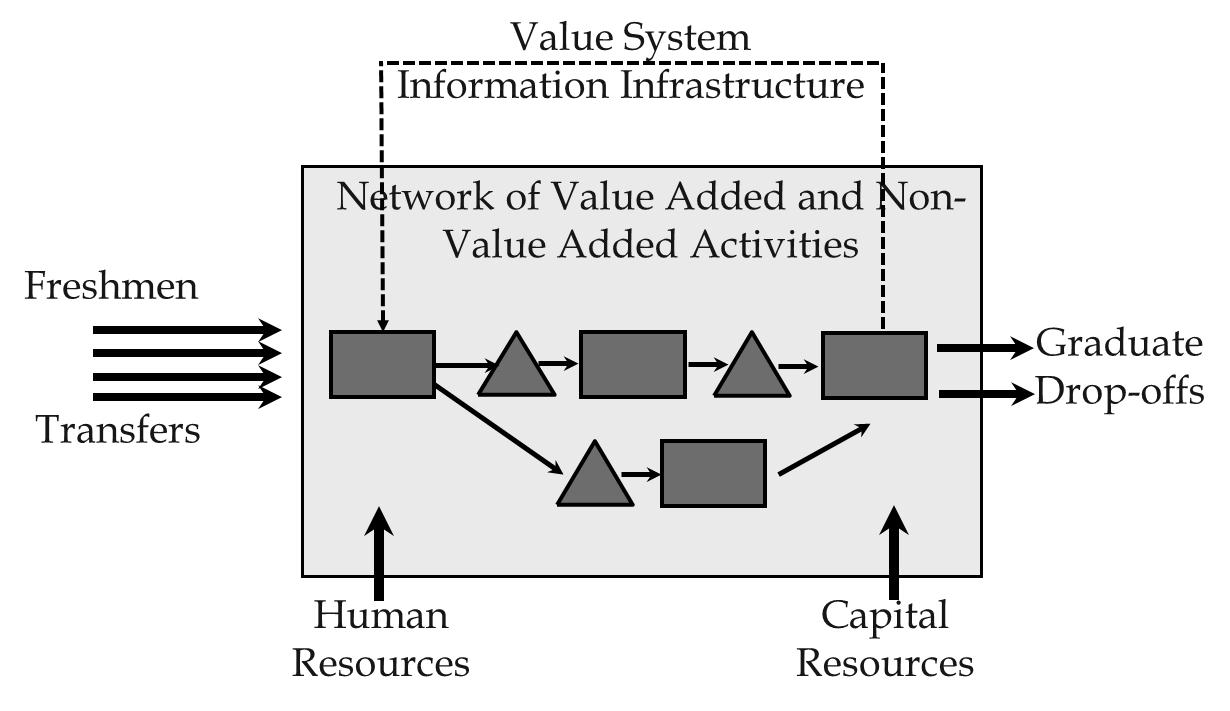 Value System
Information Infrastructure
Network of Value Added and Non-
Value Added Activities
Freshmen
Transfers
Graduate
Drop-offs
Human
Resources
Capital
Resources